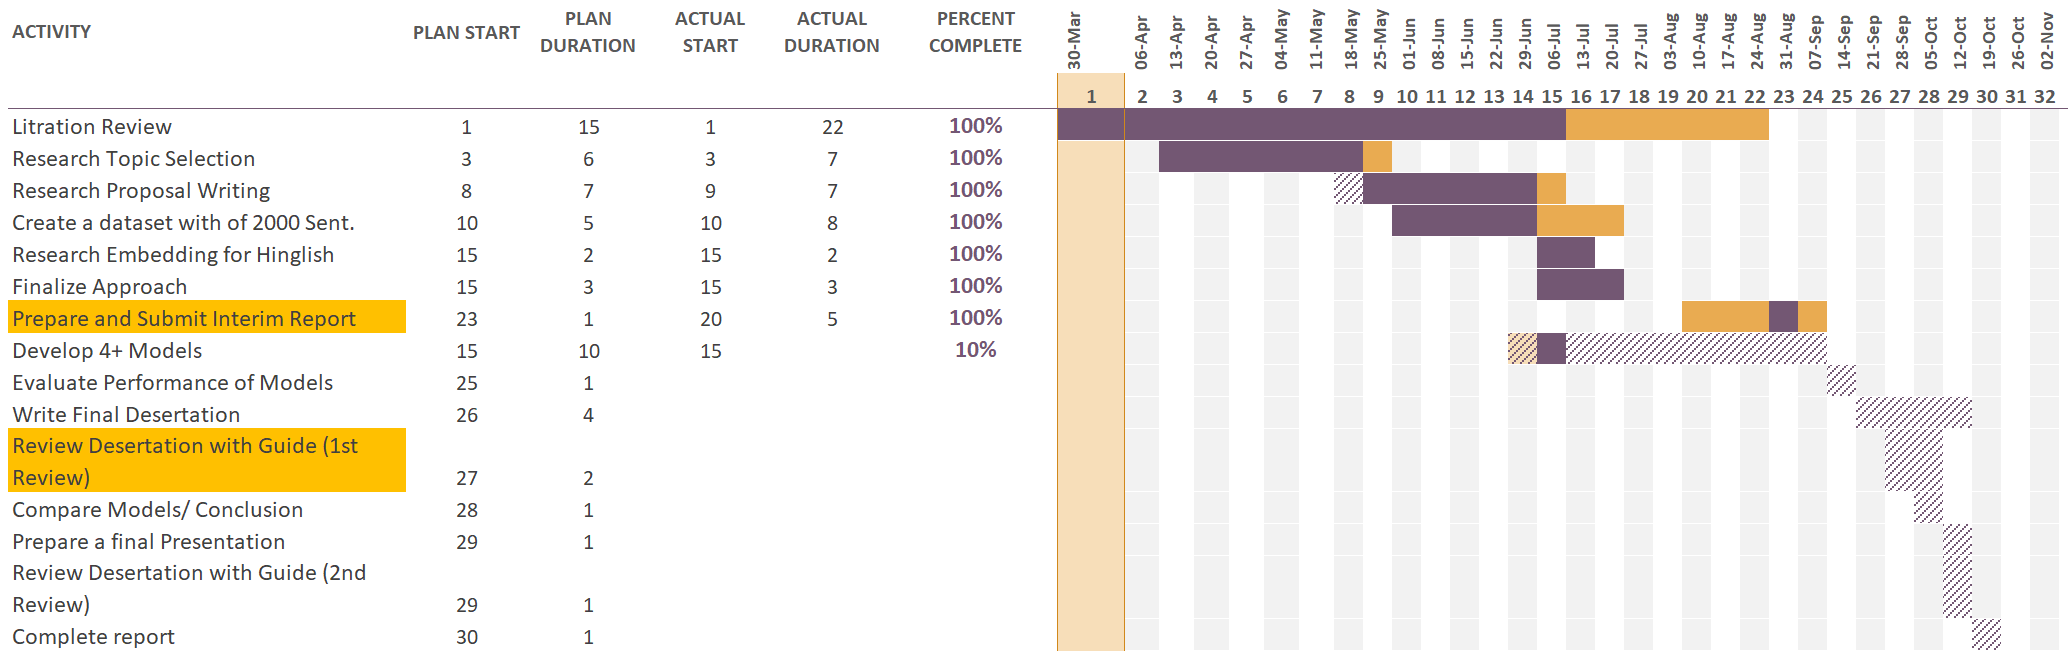 ACTIVITY PLAN START PLAN DURATION ACTUAL START ACTUAL DURATION PERCENT COMPLETE 30-Mar 06-Apr 13-Apr 20-Apr 27-Apr 04-May 11-May 18-May 25-May 01-Jun 08-Jun 15-Jun 22-Jun 29-Jun 06-Jul 13-Jul 20-Jul 27-Jul 03-Aug 10-Aug 17-Aug 24-Aug 31-Aug 07-Sep 14-Sep 21-Sep 28-Sep 05-Oct 12-Oct 19-Oct 26-Oct 02-Nov
1 2 3 4 5 6 7 8 9 10 11 12 13 14 15 16 17 18 19 20 21 22 23 24 25 26 27 28 29 30 31 32
Litration Review 1 15 1 22 100%
Research Topic Selection 3 6 3 7 100%
Research Proposal Writing 8 7 9 7 100%
Create a dataset with of 2000 Sent. 10 5 10 8 100%
Research Embedding for Hinglish 15 2 15 2 100%
Finalize Approach 15 3 15 3 100%
Prepare and Submit Interim Report 23 1 20 5 100%
Develop 4+ Models 15 10 15 10%
Evaluate Performance of Models 25 1
Write Final Desertation 26 4
Review Desertation with Guide (1st
Review) 27 2
Compare Models/ Conclusion 28 1
Prepare a final Presentation 29 1
Review Desertation with Guide (2nd
Review) 29 1
Complete report 30 1